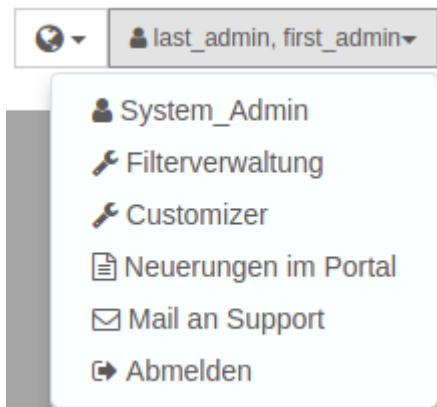 last_admin, first_admin
System_Admin
Filterverwaltung
Customizer
Neuerungen im Portal
Mail an Support
Abmelden